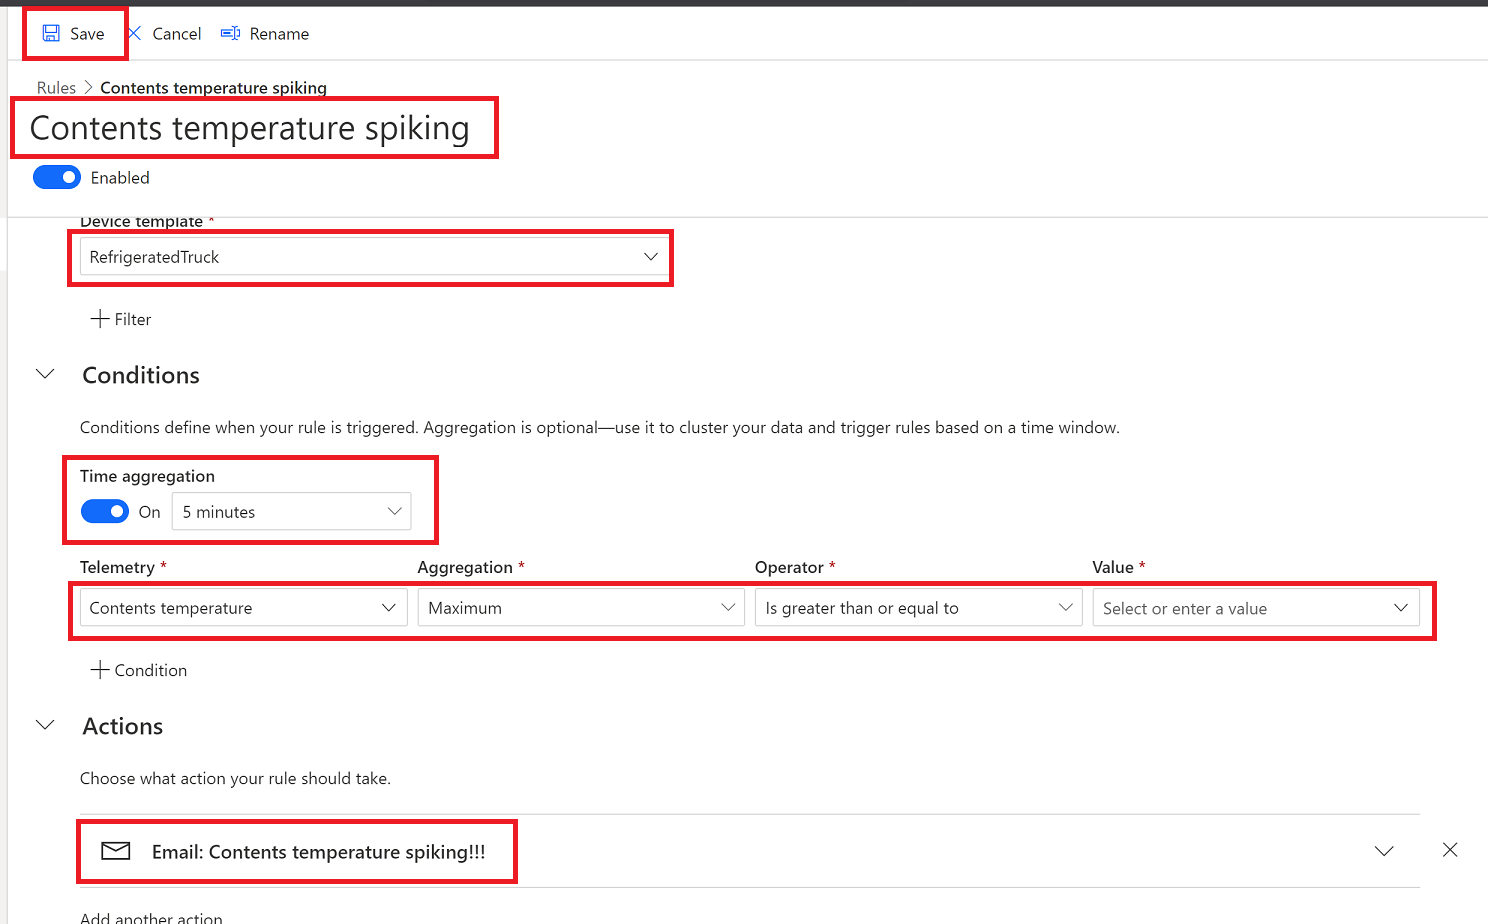 Save Cancel Rename
Rules > Contents temperature spiking
Contents temperature spiking
Enabled
Device template *
RefrigeratedTruck
Filter
Conditions
Conditions define when your rule is triggered. Aggregation is optional—use it to cluster your data and trigger rules based on a time window.
Time aggregation
On 5 minutes
Telemetry * Aggregation * Operator * Value *
Contents temperature Maximum Is greater than or equal to Select or enter a value
Condition
Actions
Choose what action your rule should take.
Email: Contents temperature spiking!!!
Add another action